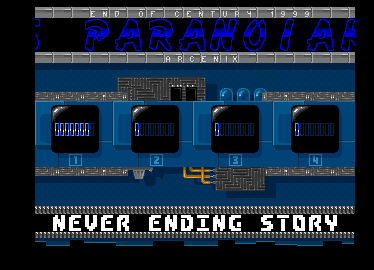 END OF CENTURY 1999
S PARANOIA
ARCENIX
1 2 3 4
NEVER ENDING STORY